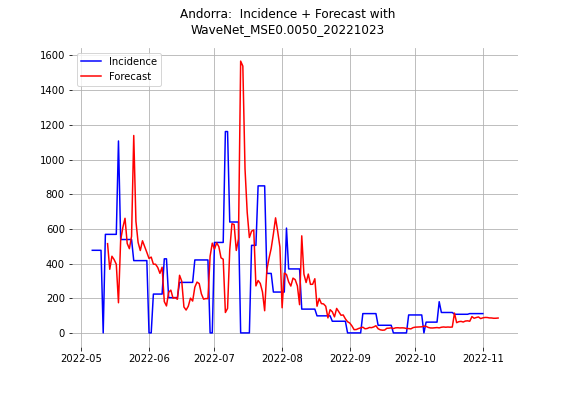 Andorra:  Incidence + Forecast with
WaveNet_MSE0.0050_20221023
Incidence
Forecast
1600
1400
1200
1000
800
600
400
200
0
2022-05 2022-06 2022-07 2022-08 2022-09 2022-10 2022-11